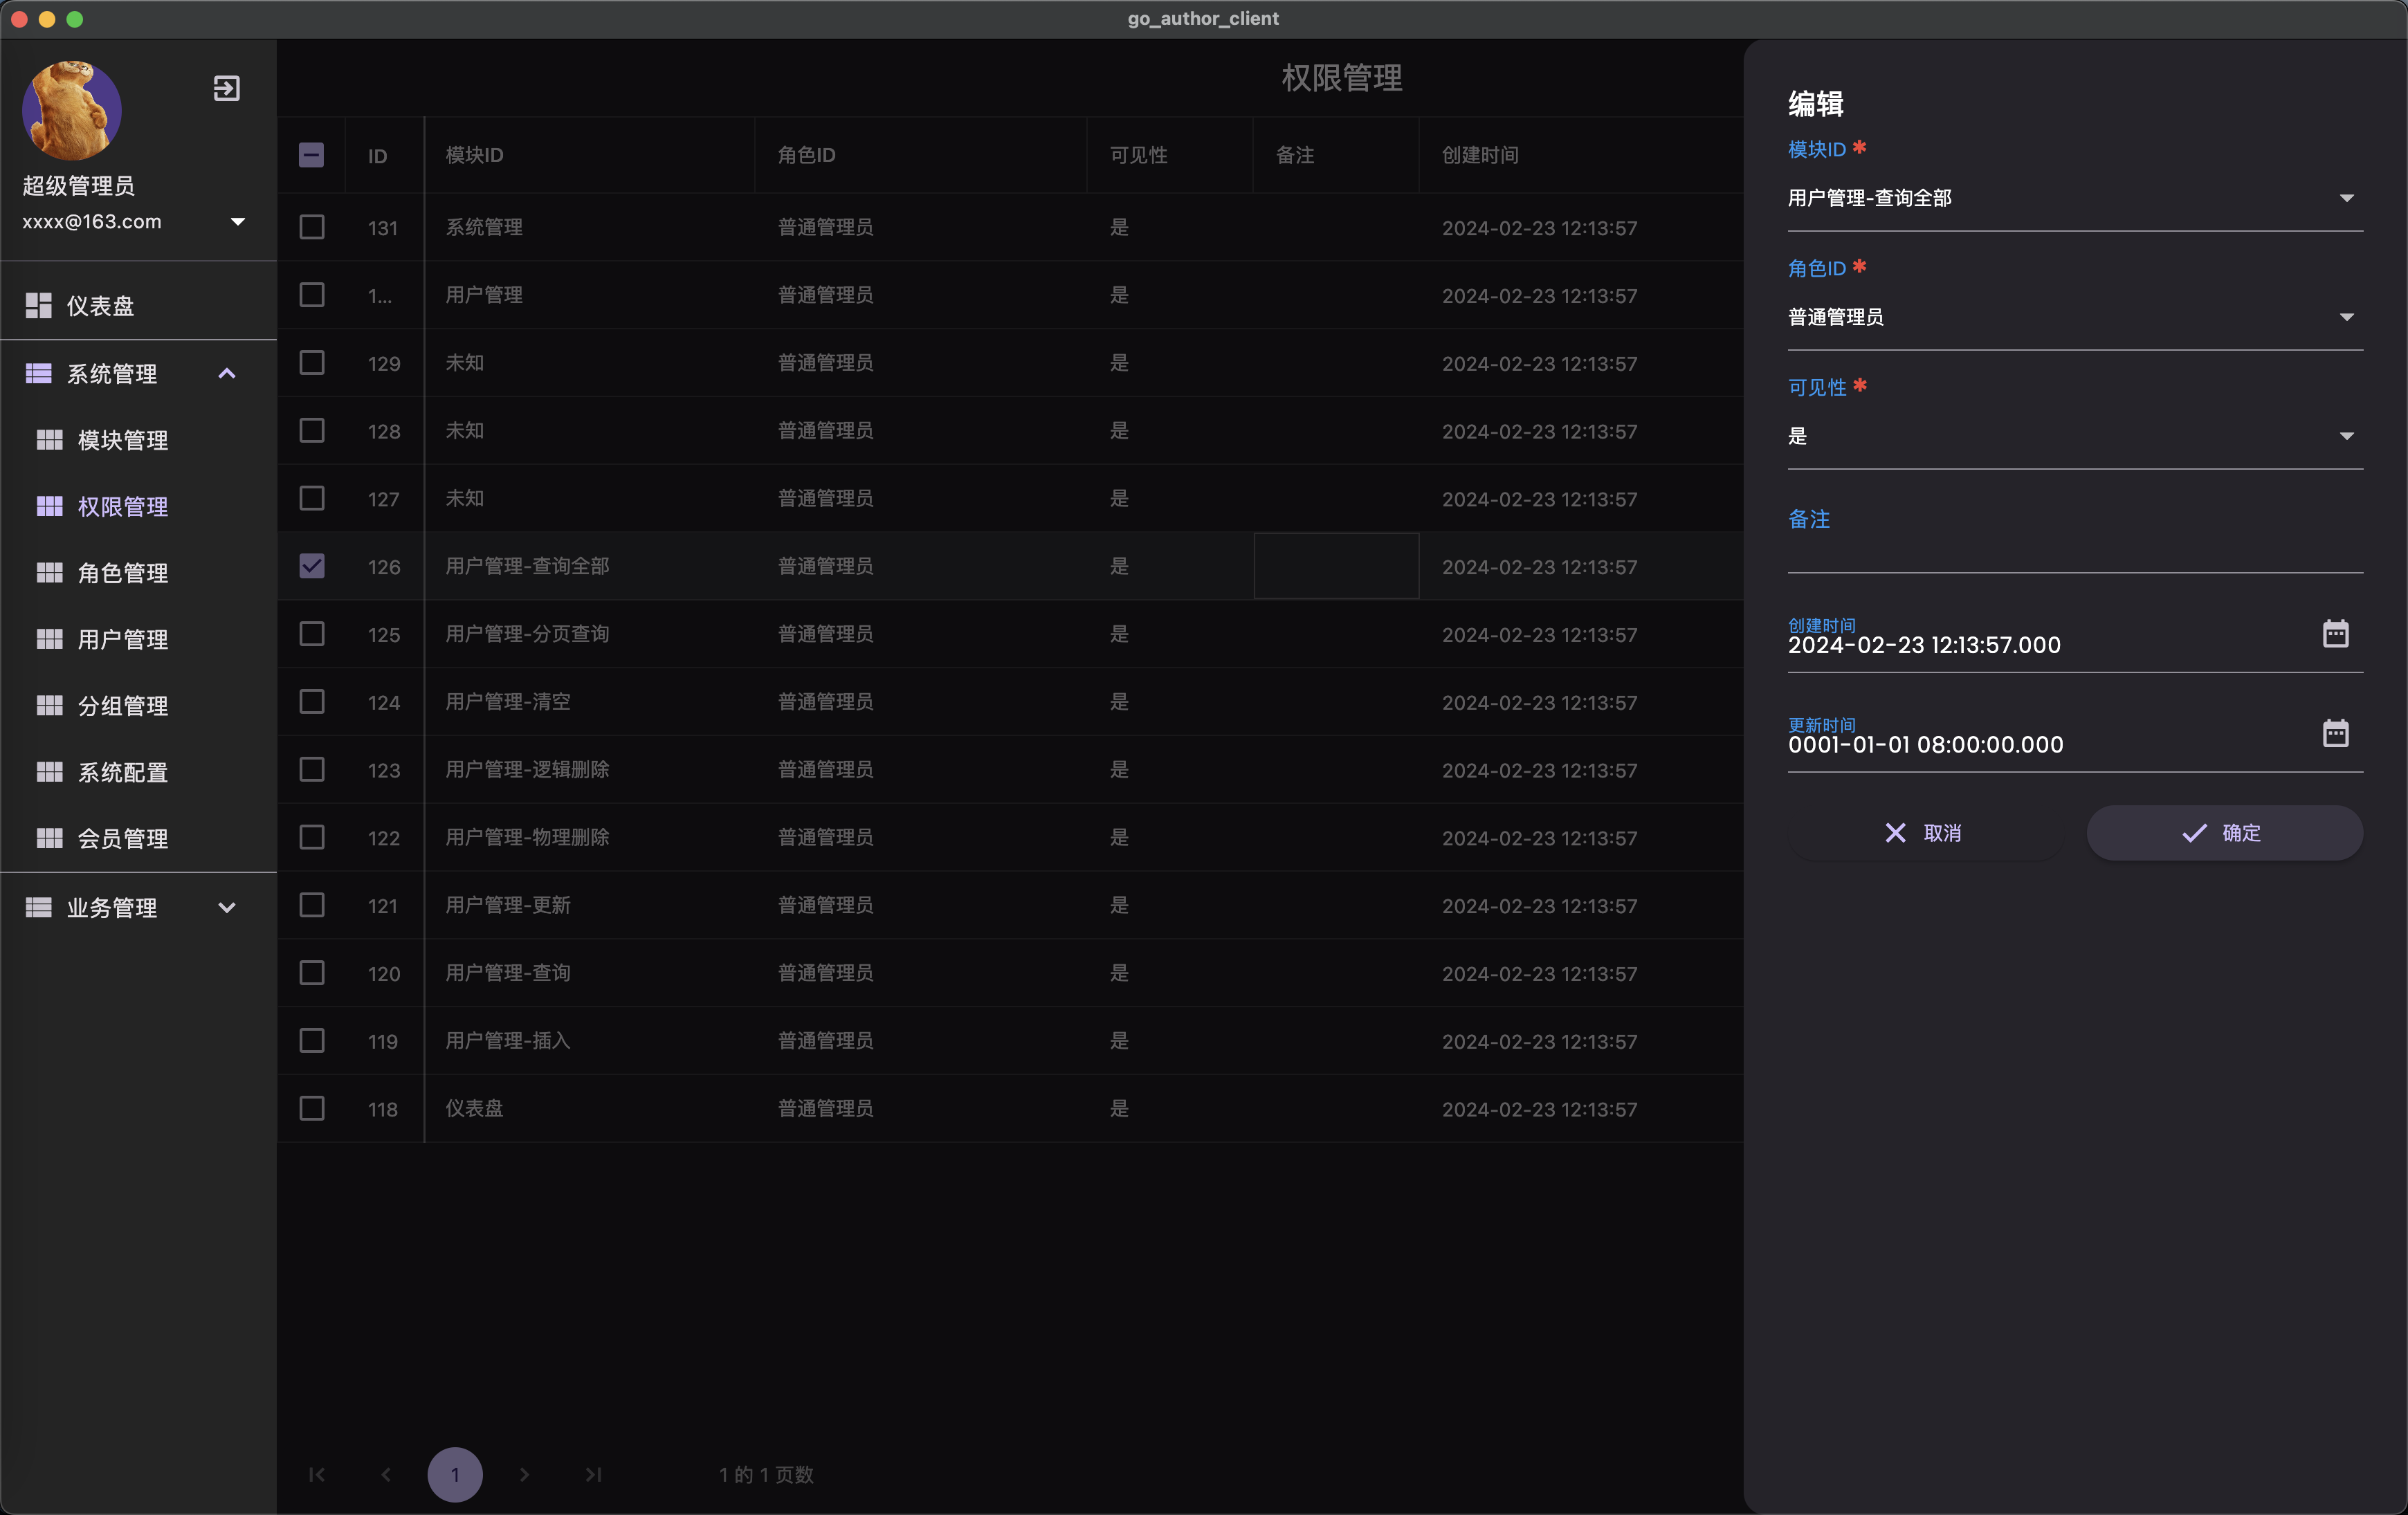 go_author_client
超级管理员
xxxx@163.com
仪表盘
系统管理
模块管理
权限管理
角色管理
用户管理
分组管理
系统配置
会员管理
业务管理
权限管理
ID 模块ID 角色ID 可见性 备注 创建时间
131 系统管理 普通管理员 是 2024-02-23 12:13:57
1... 用户管理 普通管理员 是 2024-02-23 12:13:57
129 未知 普通管理员 是 2024-02-23 12:13:57
128 未知 普通管理员 是 2024-02-23 12:13:57
127 未知 普通管理员 是 2024-02-23 12:13:57
126 用户管理-查询全部 普通管理员 是 2024-02-23 12:13:57
125 用户管理-分页查询 普通管理员 是 2024-02-23 12:13:57
124 用户管理-清空 普通管理员 是 2024-02-23 12:13:57
123 用户管理-逻辑删除 普通管理员 是 2024-02-23 12:13:57
122 用户管理-物理删除 普通管理员 是 2024-02-23 12:13:57
121 用户管理-更新 普通管理员 是 2024-02-23 12:13:57
120 用户管理-查询 普通管理员 是 2024-02-23 12:13:57
119 用户管理-插入 普通管理员 是 2024-02-23 12:13:57
118 仪表盘 普通管理员 是 2024-02-23 12:13:57
1 1 的 1 页数
编辑
模块ID *
用户管理-查询全部
角色ID *
普通管理员
可见性 *
是
备注
创建时间
2024-02-23 12:13:57.000
更新时间
0001-01-01 08:00:00.000
取消 确定